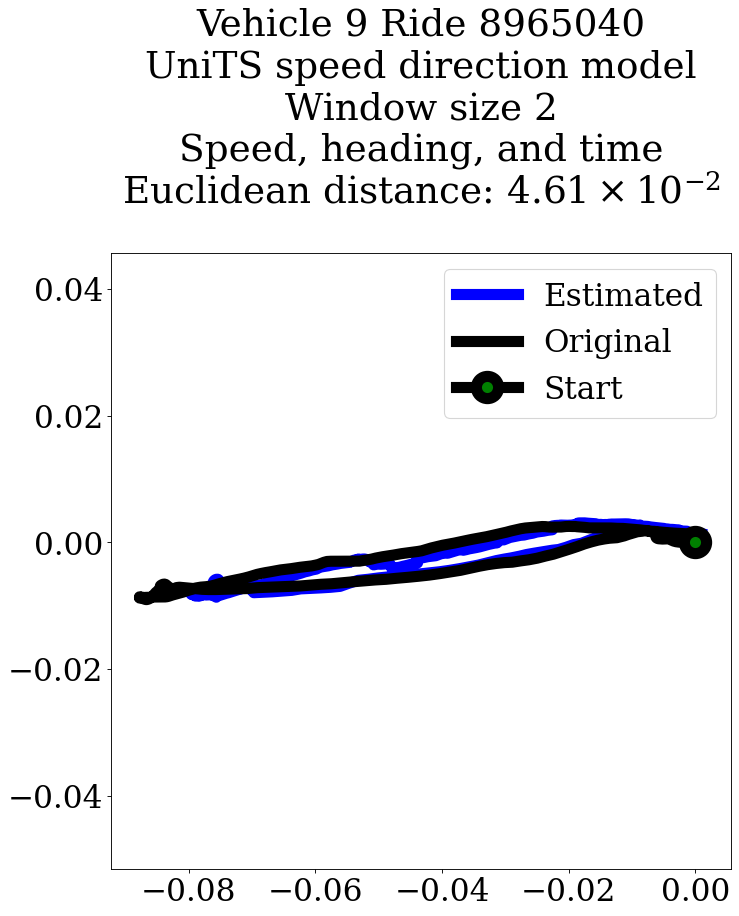 Vehicle 9 Ride 8965040
UniTS speed direction model
Window size 2
Speed, heading, and time
Euclidean distance: 4.61 × 10⁻²
Estimated
Original
Start
0.04
0.02
0.00
−0.02
−0.04
−0.08 −0.06 −0.04 −0.02 0.00